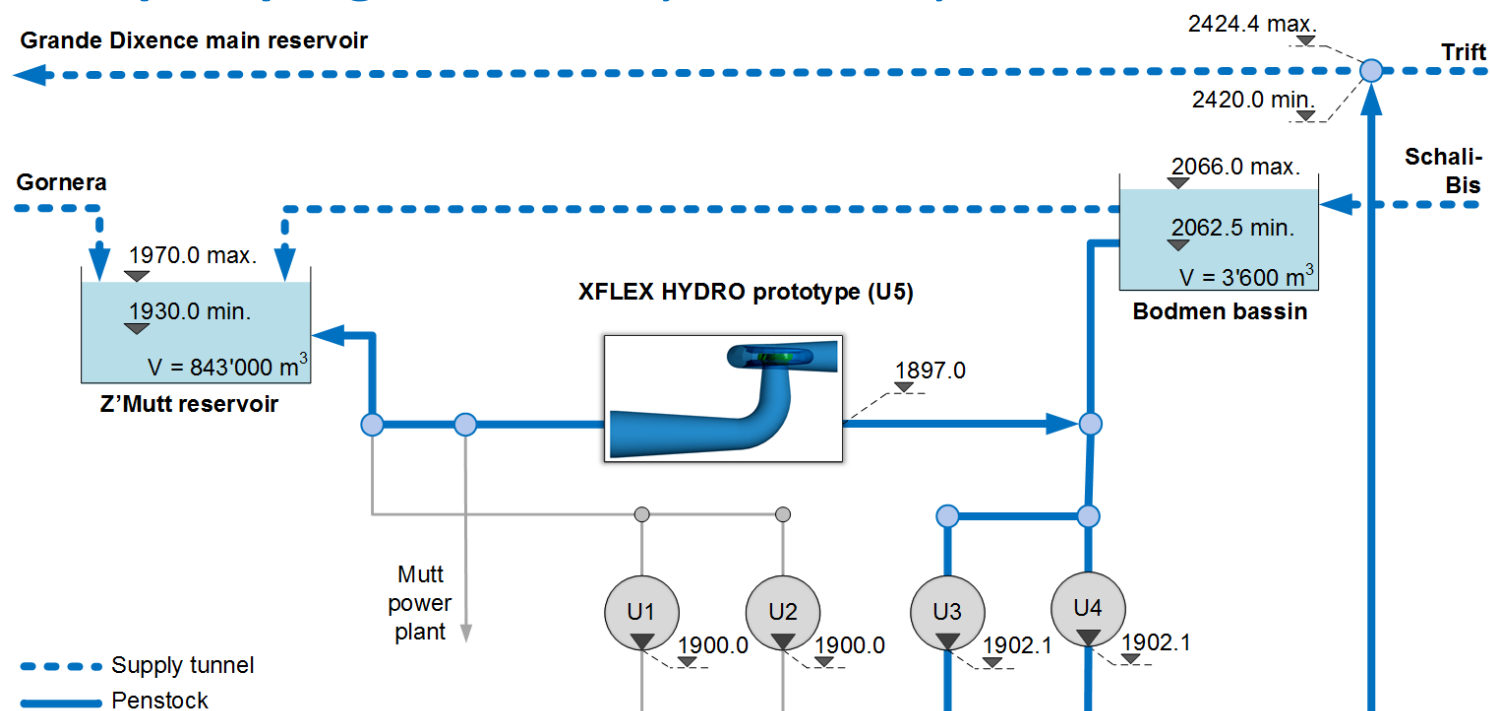 Grande Dixence main reservoir
2424.4 max.
Trift
2420.0 min.
Schali-
Bis
2066.0 max.
Gornera
2062.5 min.
1970.0 max.
V = 3'600 m³
XFLEX HYDRO prototype (U5)
1930.0 min.
Bodmen bassin
V = 843'000 m³
1897.0
Z’Mutt reservoir
Mutt
power
plant
U1
U2
U3
U4
1900.0
1900.0
1902.1
1902.1
Supply tunnel
Penstock